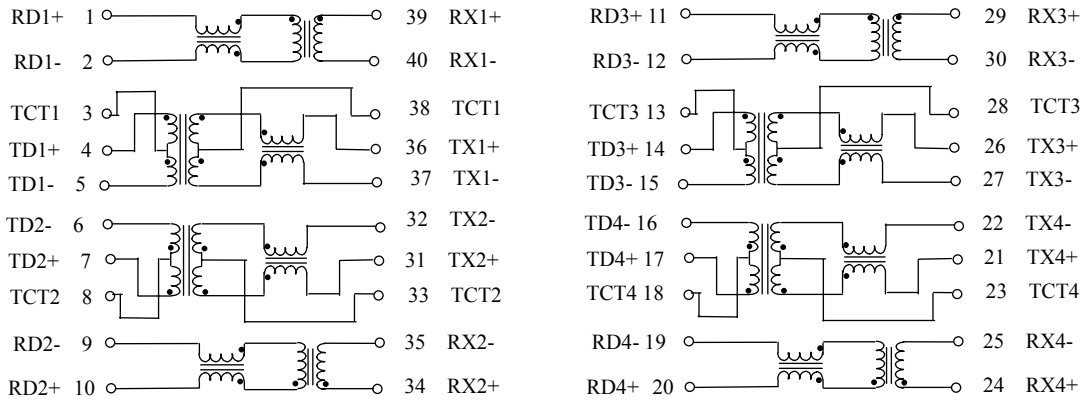 RD1+ 1 39 RX1+ RD3+ 11 29 RX3+
RD1- 2 40 RX1- RD3- 12 30 RX3-
TCT1 3 38 TCT1 TCT3 13 28 TCT3
TD1+ 4 36 TX1+ TD3+ 14 26 TX3+
TD1- 5 37 TX1- TD3- 15 27 TX3-
TD2- 6 32 TX2- TD4- 16 22 TX4-
TD2+ 7 31 TX2+ TD4+ 17 21 TX4+
TCT2 8 33 TCT2 TCT4 18 23 TCT4
RD2- 9 35 RX2- RD4- 19 25 RX4-
RD2+ 10 34 RX2+ RD4+ 20 24 RX4+